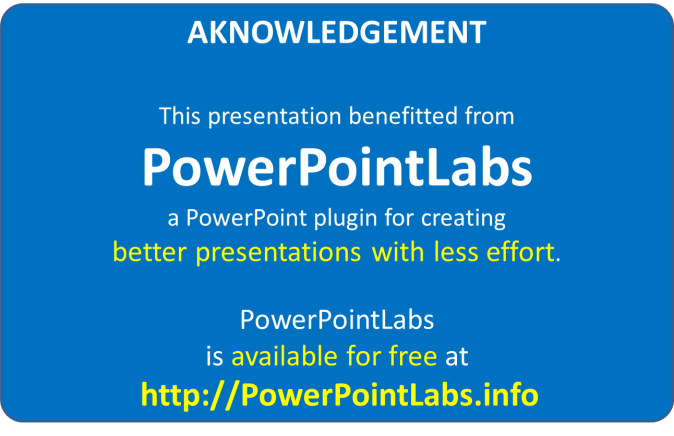 AKNOWLEDGEMENT
This presentation benefitted from
PowerPointLabs
a PowerPoint plugin for creating
better presentations with less effort.
PowerPointLabs
is available for free at
http://PowerPointLabs.info